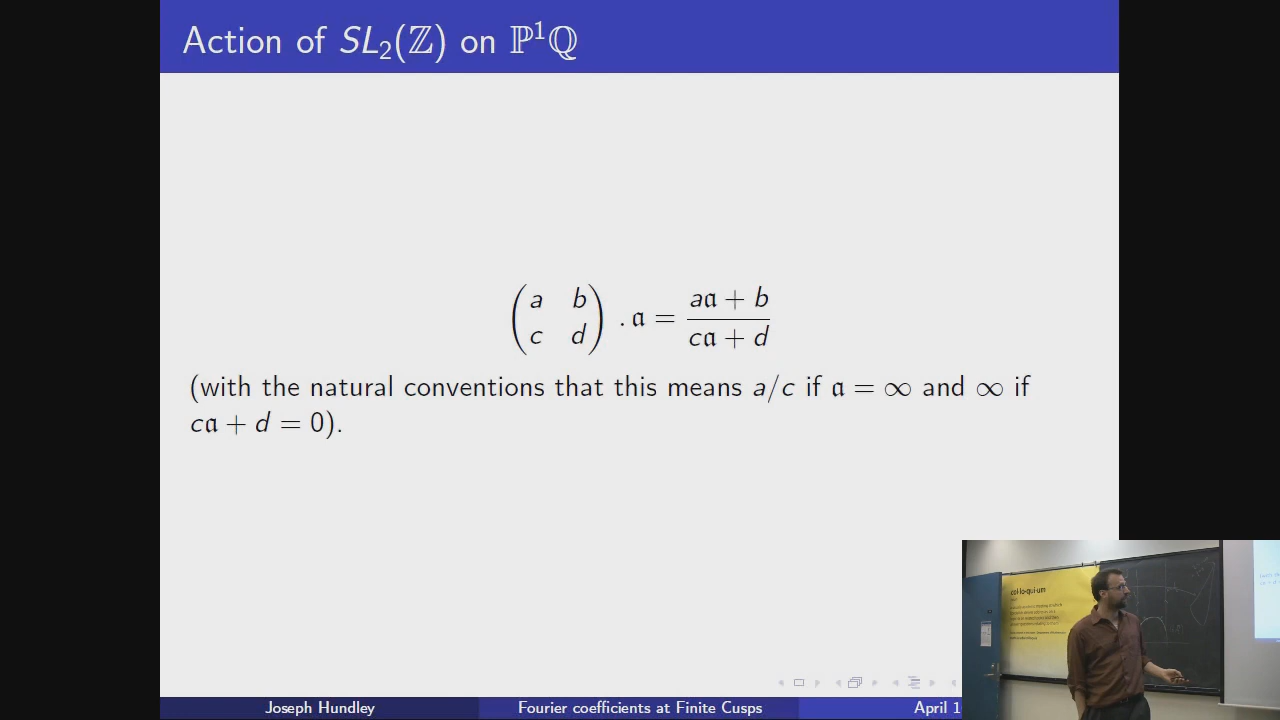 Action of SL₂(ℤ) on ℙ¹ℚ
(a b; c d) . 𝔞 = (a𝔞 + b)/(c𝔞 + d)
(with the natural conventions that this means a/c if 𝔞 = ∞ and ∞ if
c𝔞 + d = 0).
Joseph Hundley Fourier coefficients at Finite Cusps April 1
col·lo·qui·um